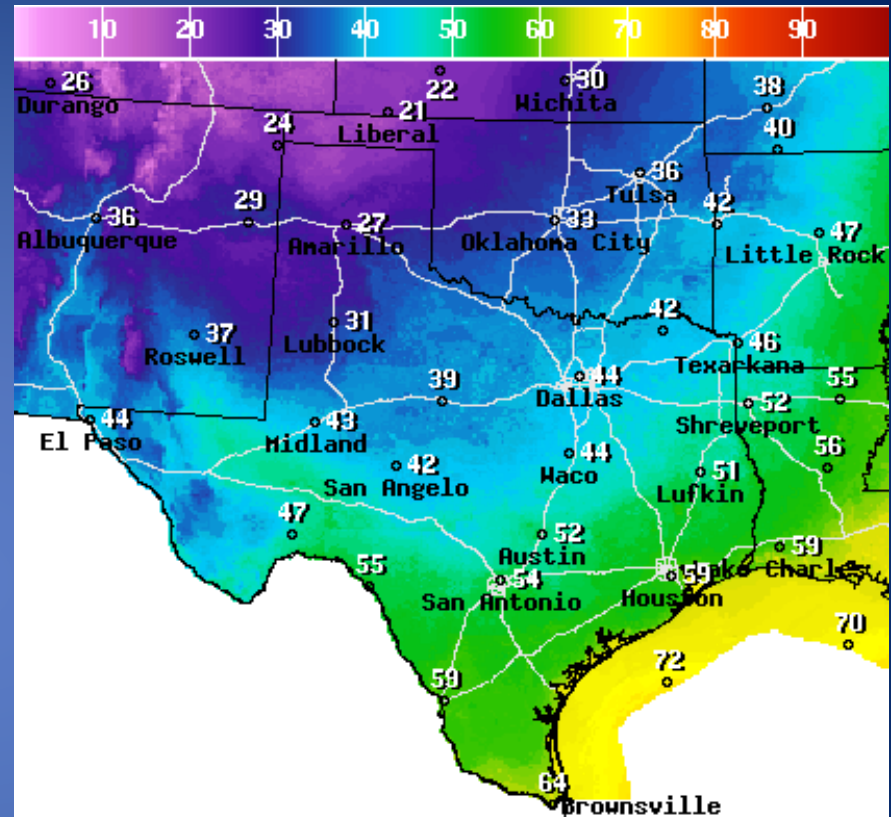 10 20 30 40 50 60 70 80 90
26
Durango
22
30
Wichita
38
21
Liberal
24
40
36
Tulsa
36
Albuquerque
29
27
Amarillo
33
Oklahoma City
42
47
Little Rock
37
Roswell
31
Lubbock
42
46
Texarkana
44
Dallas
39
52
Shreveport
55
44
El Paso
43
Midland
42
San Angelo
44
Waco
51
Lufkin
56
47
52
Austin
59
Lake Charles
55
54
San Antonio
59
Houston
70
72
59
64
Brownsville